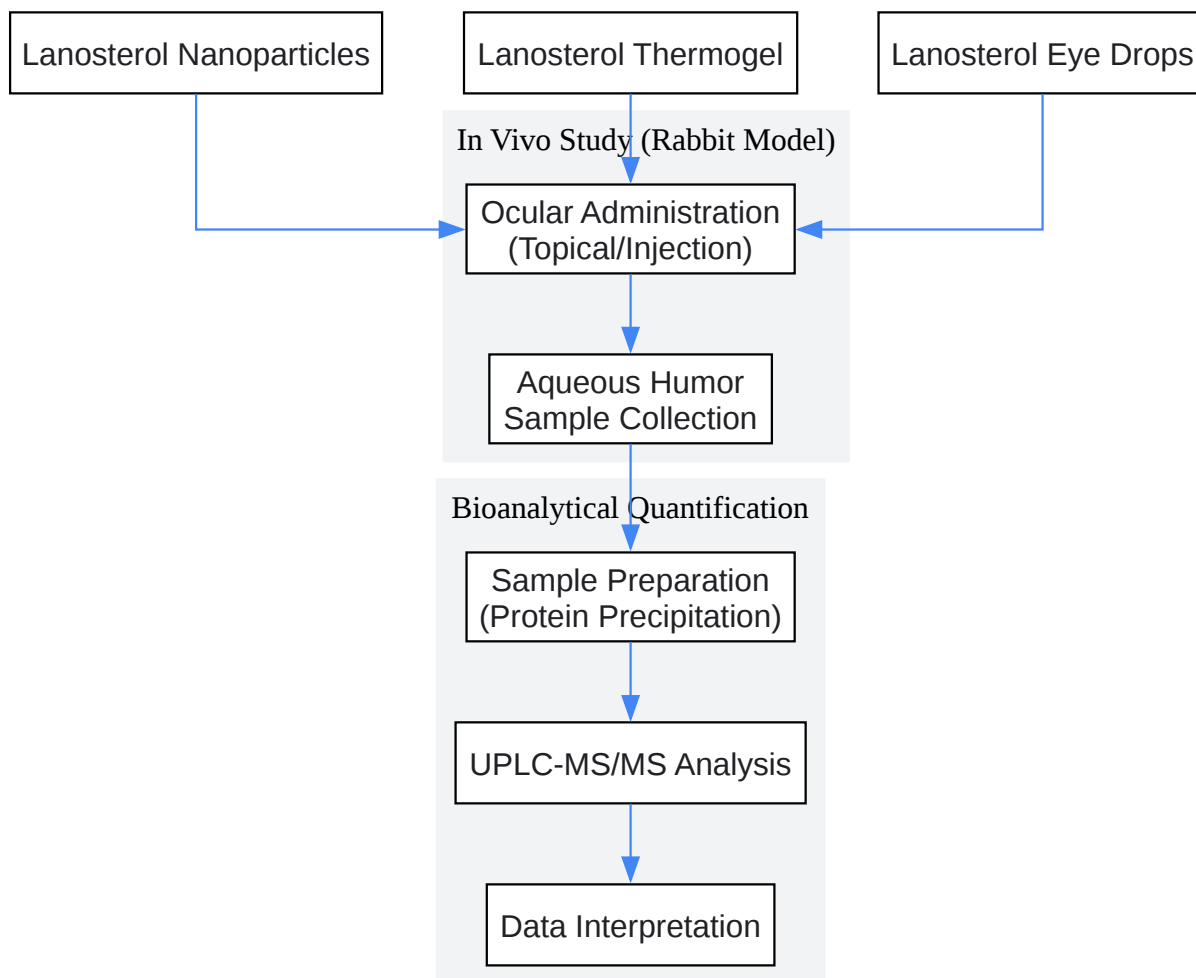 Lanosterol Nanoparticles
Lanosterol Thermogel
Lanosterol Eye Drops
In Vivo Study (Rabbit Model)
Ocular Administration
(Topical/Injection)
Aqueous Humor
Sample Collection
Bioanalytical Quantification
Sample Preparation
(Protein Precipitation)
UPLC-MS/MS Analysis
Data Interpretation